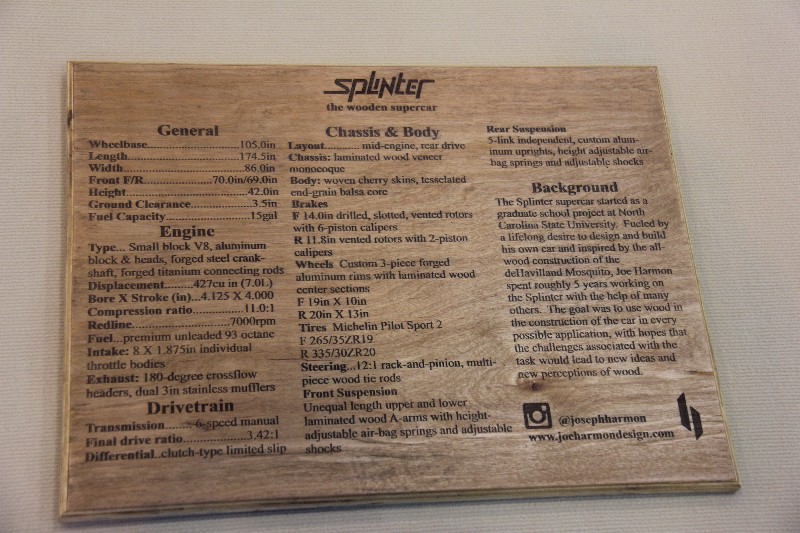 splinter
the wooden supercar
General
Wheelbase..............................105.0in
Length....................................174.5in
Width......................................86.0in
Front F/R....................70.0in/69.0in
Height.....................................42.0in
Ground Clearance..................3.5in
Fuel Capacity........................15gal
Engine
Type... Small block V8, aluminum
block & heads, forged steel crank-
shaft, forged titanium connecting rods
Displacement........427cu in (7.0L)
Bore X Stroke (in)...4.125 X 4.000
Compression ratio................11.0:1
Redline..............................7000rpm
Fuel...premium unleaded 93 octane
Intake: 8 X 1.875in individual
throttle bodies
Exhaust: 180-degree crossflow
headers, dual 3in stainless mufflers
Drivetrain
Transmission........6-speed manual
Final drive ratio....................3.42:1
Differential..clutch-type limited slip
Chassis & Body
Layout............mid-engine, rear drive
Chassis: laminated wood veneer
monocoque
Body: woven cherry skins, tesselated
end-grain balsa core
Brakes
F 14.0in drilled, slotted, vented rotors
with 6-piston calipers
R 11.8in vented rotors with 2-piston
calipers
Wheels Custom 3-piece forged
aluminum rims with laminated wood
center sections
F 19in X 10in
R 20in X 13in
Tires Michelin Pilot Sport 2
F 265/35ZR19
R 335/30ZR20
Steering...12:1 rack-and-pinion, multi-
piece wood tie rods
Front Suspension
Unequal length upper and lower
laminated wood A-arms with height-
adjustable air-bag springs and adjustable
shocks
Rear Suspension
5-link independent, custom alum-
inum uprights, height adjustable air-
bag springs and adjustable shocks
Background
The Splinter supercar started as a
graduate school project at North
Carolina State University. Fueled by
a lifelong desire to design and build
his own car and inspired by the all-
wood construction of the
deHavilland Mosquito, Joe Harmon
spent roughly 5 years working on
the Splinter with the help of many
others. The goal was to use wood in
the construction of the car in every
possible application, with hopes that
the challenges associated with the
task would lead to new ideas and
new perceptions of wood.
@josephharmon
www.joeharmondesign.com